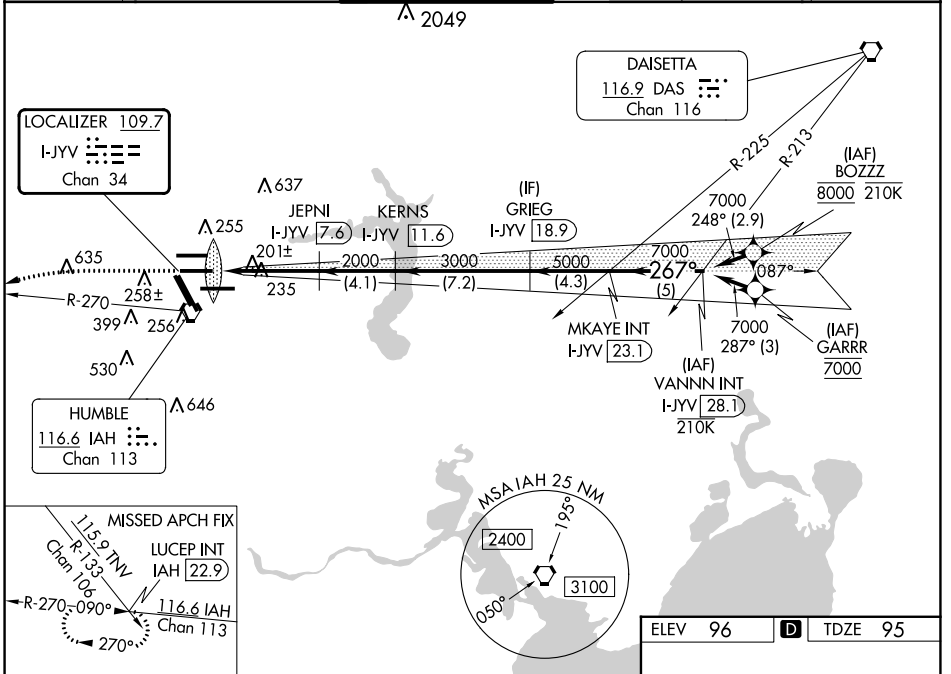 2049
DAISETTA
116.9 DAS
Chan 116
LOCALIZER 109.7
I-JYV
Chan 34
R-225
R-213
(IAF)
BOZZZ
8000 210K
7000
248° (2.9)
637
255
JEPNI
I-JYV 7.6
KERNS
I-JYV 11.6
(IF)
GRIEG
I-JYV 18.9
635
201±
235
2000
(4.1)
3000
(7.2)
5000
(4.3)
7000
267°
(5)
087°
258±
R-270
399
256
530
MKAYE INT
I-JYV 23.1
7000
287° (3)
(IAF)
GARRR
7000
(IAF)
VANNN INT
I-JYV 28.1
210K
HUMBLE
116.6 IAH
Chan 113
646
MISSED APCH FIX
115.9 TNV
R-133
Chan 106
LUCEP INT
IAH 22.9
R-270
090°
116.6 IAH
Chan 113
270°
MSA IAH 25 NM
195°
2400
3100
050°
ELEV 96 D TDZE 95